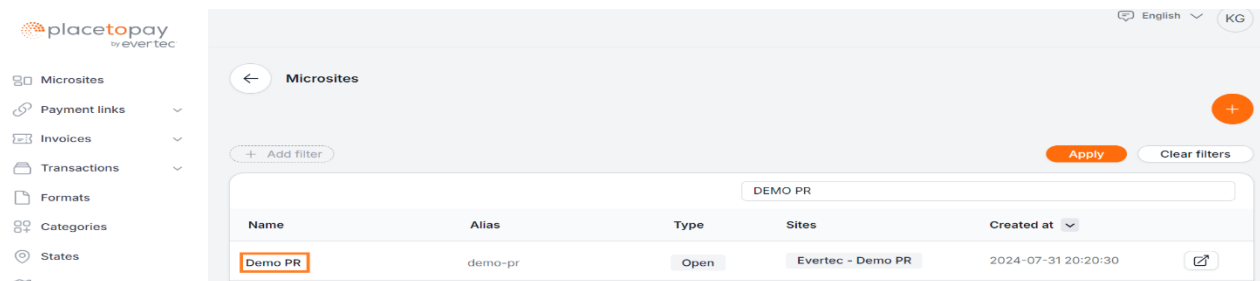 placetopay
by evertec
English
KG
Microsites
Payment links
Invoices
Transactions
Formats
Categories
States
Microsites
+
+ Add filter
Apply
Clear filters
DEMO PR
Name Alias Type Sites Created at
Demo PR demo-pr Open Evertec - Demo PR 2024-07-31 20:20:30